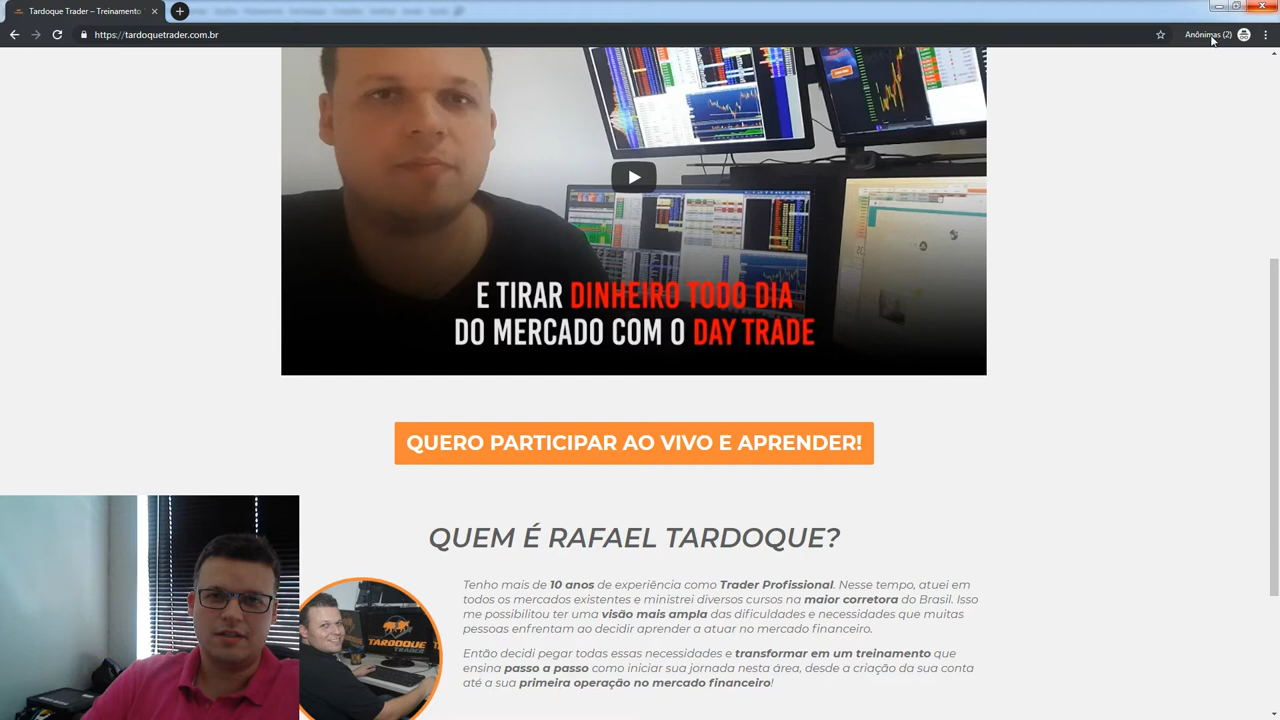 Tardoque Trader – Treinamento
https://tardoquetrader.com.br
Anônimas (2)
E TIRAR DINHEIRO TODO DIA
DO MERCADO COM O DAY TRADE
QUERO PARTICIPAR AO VIVO E APRENDER!
QUEM É RAFAEL TARDOQUE?
Tenho mais de 10 anos de experiência como Trader Profissional. Nesse tempo, atuei em
todos os mercados existentes e ministrei diversos cursos na maior corretora do Brasil. Isso
me possibilitou ter uma visão mais ampla das dificuldades e necessidades que muitas
pessoas enfrentam ao decidir aprender a atuar no mercado financeiro.
Então decidi pegar todas essas necessidades e transformar em um treinamento que
ensina passo a passo como iniciar sua jornada nesta área, desde a criação da sua conta
até a sua primeira operação no mercado financeiro!
TARDOQUE
TRADER